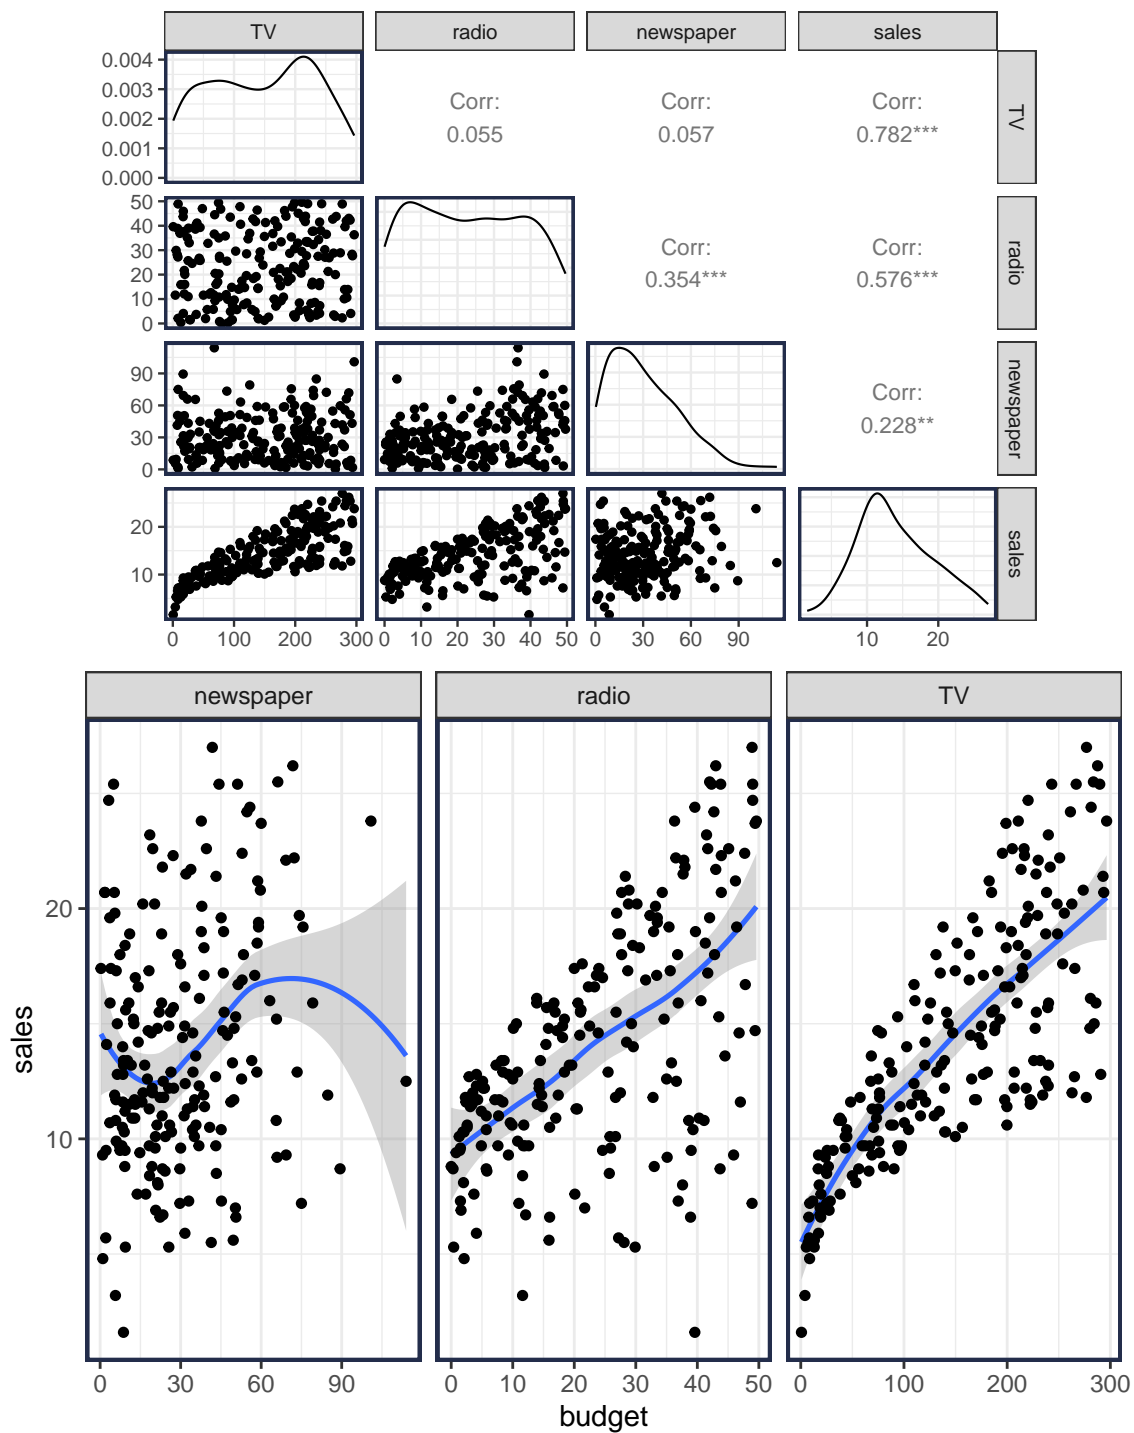 TV radio newspaper sales
0.004
0.003
0.002
0.001
0.000
Corr:
0.055
Corr:
0.057
Corr:
0.782***
TV
50
40
30
20
10
0
Corr:
0.354***
Corr:
0.576***
radio
90
60
30
0
Corr:
0.228**
newspaper
20
10
sales
0 100 200 300 0 10 20 30 40 50 0 30 60 90 10 20
newspaper radio TV
sales
20
10
0 30 60 90 0 10 20 30 40 50 0 100 200 300
budget